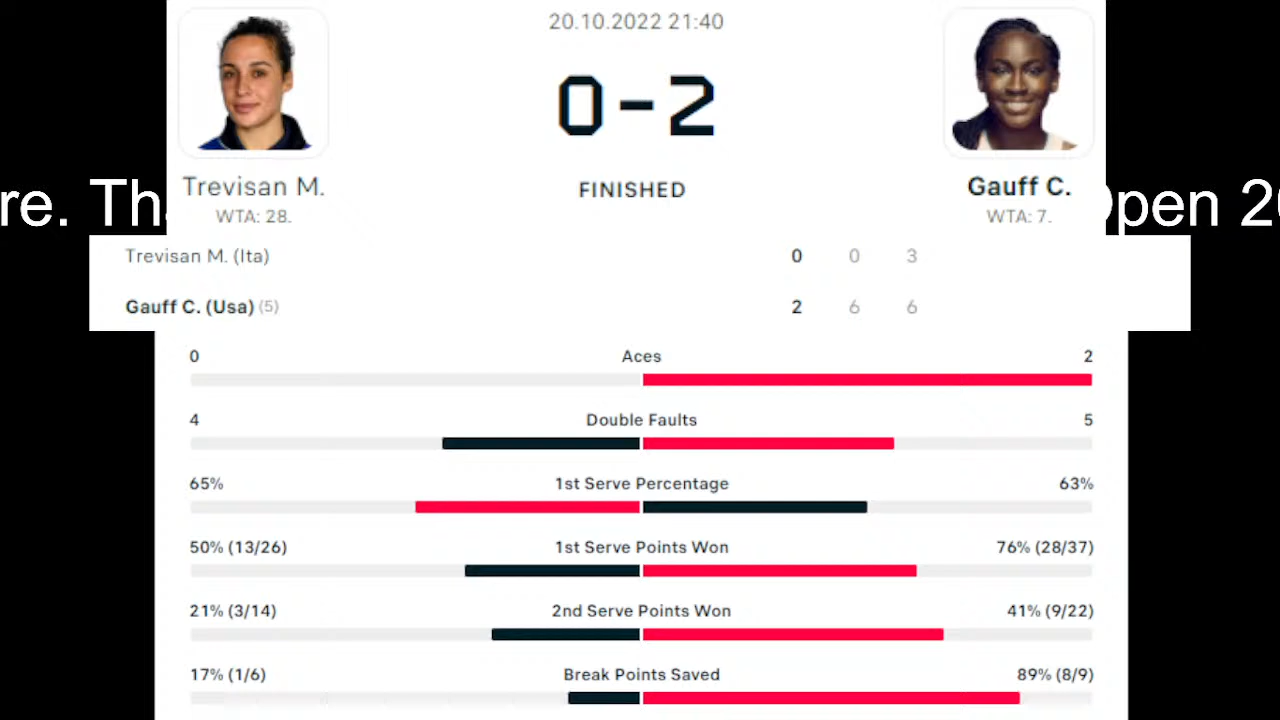 20.10.2022 21:40
0-2
FINISHED
Trevisan M.
WTA: 28.
Gauff C.
WTA: 7.
re. Th
Open 20
Trevisan M. (Ita) 0 0 3
Gauff C. (Usa) (5) 2 6 6
0 Aces 2
4 Double Faults 5
65% 1st Serve Percentage 63%
50% (13/26) 1st Serve Points Won 76% (28/37)
21% (3/14) 2nd Serve Points Won 41% (9/22)
17% (1/6) Break Points Saved 89% (8/9)